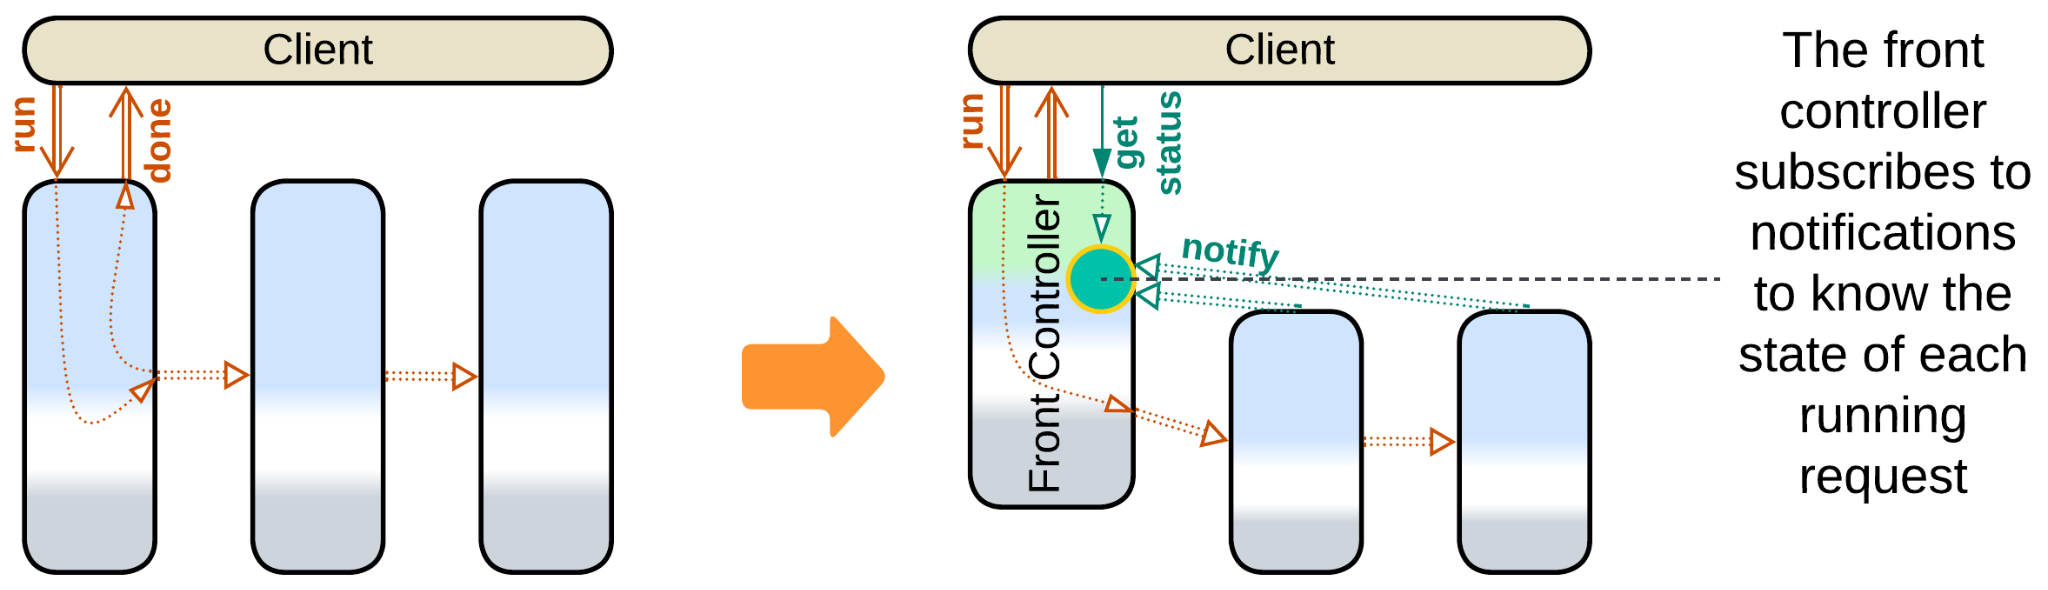 Client
run
done
Client
run
get
status
Front Controller
notify
The front
controller
subscribes to
notifications
to know the
state of each
running
request